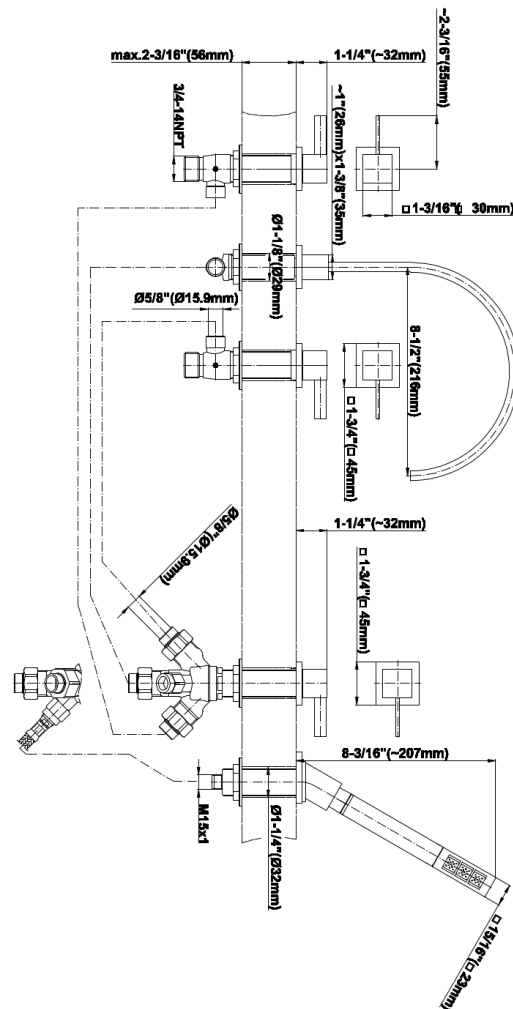 ~2-3/16"(55mm)
max.2-3/16"(56mm)
1-1/4"(~32mm)
3/4-14NPT
~1"(26mm)x1-3/8"(35mm)
□ 1-3/16"(□ 30mm)
Ø1-1/8"(Ø29mm)
Ø5/8"(Ø15.9mm)
8-1/2"(216mm)
□ 1-3/4"(□ 45mm)
Ø5/8"(Ø15.9mm)
1-1/4"(~32mm)
□ 1-3/4"(□ 45mm)
8-3/16"(~207mm)
M15x1
Ø1-1/4"(Ø32mm)
□ 15/16"(□ 23mm)